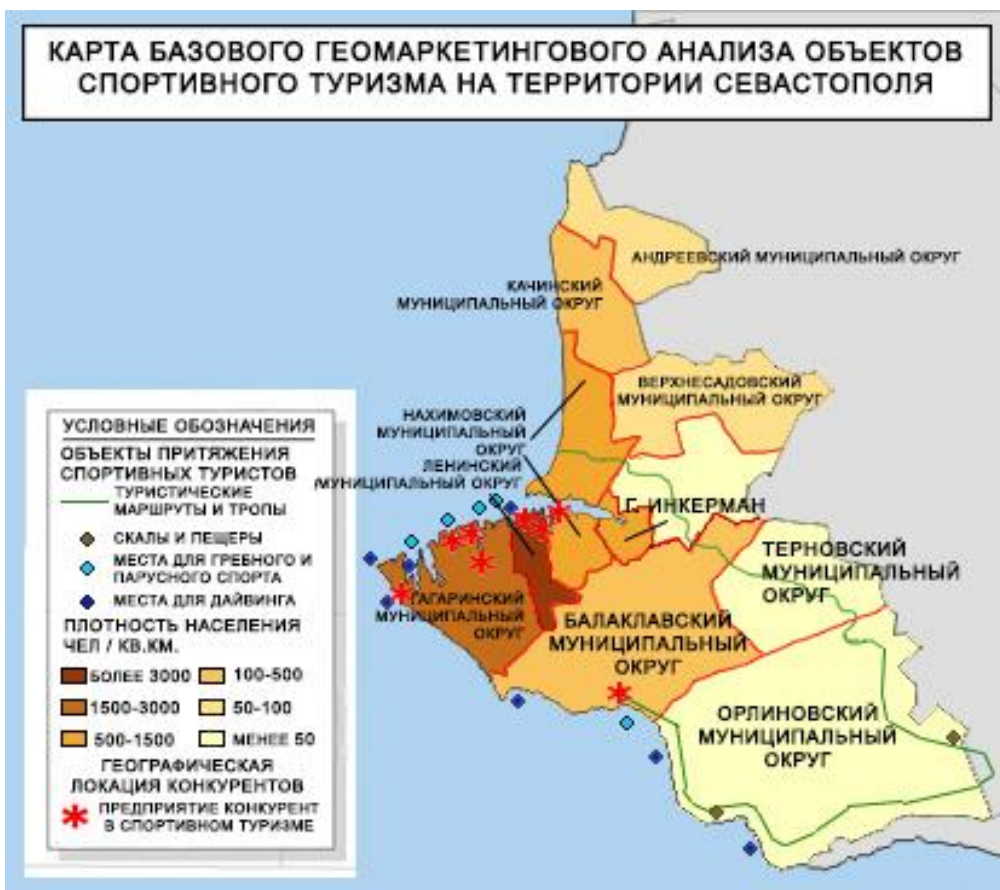 КАРТА БАЗОВОГО ГЕОМАРКЕТИНГОВОГО АНАЛИЗА ОБЪЕКТОВ
СПОРТИВНОГО ТУРИЗМА НА ТЕРРИТОРИИ СЕВАСТОПОЛЯ
АНДРЕЕВСКИЙ МУНИЦИПАЛЬНЫЙ ОКРУГ
КАЧИНСКИЙ
МУНИЦИПАЛЬНЫЙ ОКРУГ
ВЕРХНЕСАДОВСКИЙ
МУНИЦИПАЛЬНЫЙ ОКРУГ
НАХИМОВСКИЙ
МУНИЦИПАЛЬНЫЙ
ОКРУГ
ЛЕНИНСКИЙ
МУНИЦИПАЛЬНЫЙ ОКРУГ
Г. ИНКЕРМАН
ТЕРНОВСКИЙ
МУНИЦИПАЛЬНЫЙ
ОКРУГ
ГАГАРИНСКИЙ
МУНИЦИПАЛЬНЫЙ
ОКРУГ
БАЛАКЛАВСКИЙ
МУНИЦИПАЛЬНЫЙ
ОКРУГ
ОРЛИНОВСКИЙ
МУНИЦИПАЛЬНЫЙ
ОКРУГ
УСЛОВНЫЕ ОБОЗНАЧЕНИЯ
ОБЪЕКТЫ ПРИТЯЖЕНИЯ
СПОРТИВНЫХ ТУРИСТОВ
ТУРИСТИЧЕСКИЕ
МАРШРУТЫ И ТРОПЫ
СКАЛЫ И ПЕЩЕРЫ
МЕСТА ДЛЯ ГРЕБНОГО И
ПАРУСНОГО СПОРТА
МЕСТА ДЛЯ ДАЙВИНГА
ПЛОТНОСТЬ НАСЕЛЕНИЯ
ЧЕЛ / КВ.КМ.
БОЛЕЕ 3000 100-500
1500-3000 50-100
500-1500 МЕНЕЕ 50
ГЕОГРАФИЧЕСКАЯ
ЛОКАЦИЯ КОНКУРЕНТОВ
ПРЕДПРИЯТИЕ КОНКУРЕНТ
В СПОРТИВНОМ ТУРИЗМЕ